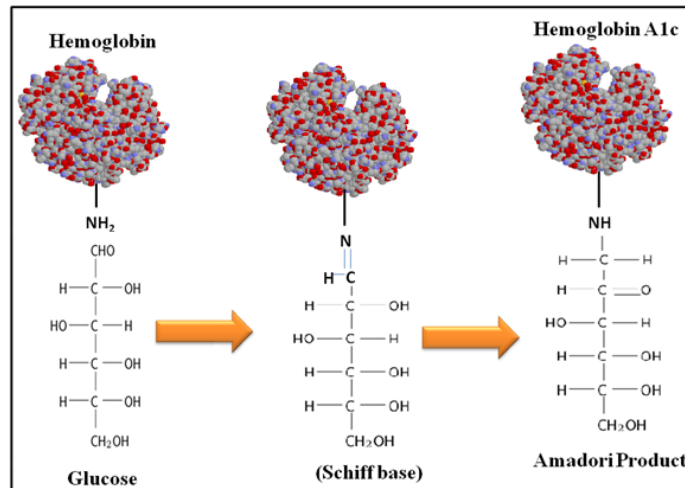 Hemoglobin
Hemoglobin A1c
NH₂
CHO
H—C—OH
HO—C—H
H—C—OH
H—C—OH
CH₂OH
Glucose
N
H—C
H—C—OH
HO—C—H
H—C—OH
H—C—OH
CH₂OH
(Schiff base)
NH
H—C—H
H—C=O
HO—C—H
H—C—OH
H—C—OH
CH₂OH
Amadori Product